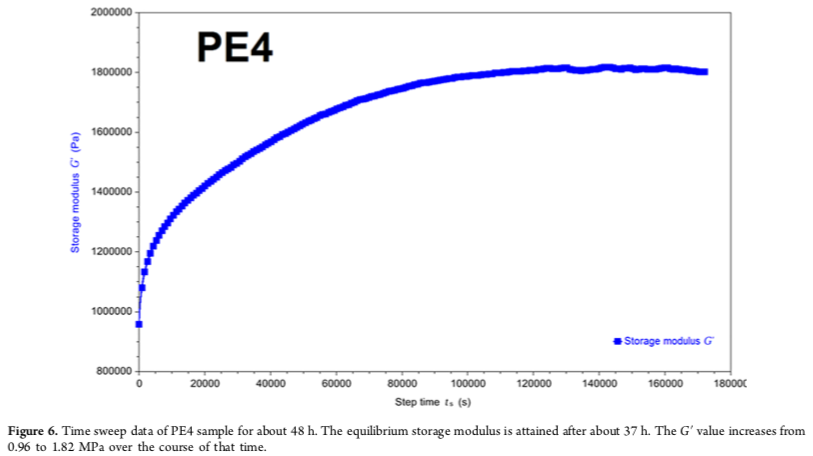 2000000
PE4
1800000
1600000
1400000
1200000
1000000
800000
Storage modulus G' (Pa)
Storage modulus G'
0 20000 40000 60000 80000 100000 120000 140000 160000 180000
Step time tₛ (s)
Figure 6. Time sweep data of PE4 sample for about 48 h. The equilibrium storage modulus is attained after about 37 h. The G′ value increases from
0.96 to 1.82 MPa over the course of that time.